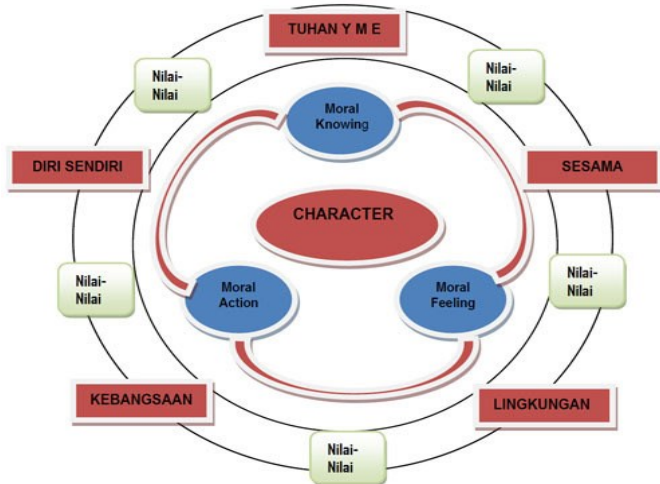 TUHAN Y M E
Nilai-
Nilai
Nilai-
Nilai
Moral
Knowing
DIRI SENDIRI
SESAMA
CHARACTER
Nilai-
Nilai
Moral
Action
Moral
Feeling
Nilai-
Nilai
KEBANGSAAN
LINGKUNGAN
Nilai-
Nilai